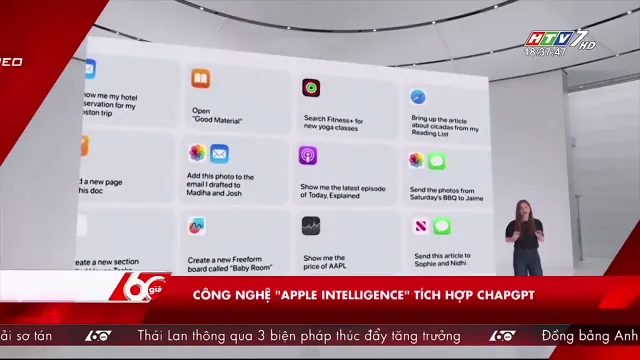 HTV7 HD
18:37:47
how me my hotel
servation for my
oston trip
Open
"Good Material"
Search Fitness+ for
new yoga classes
Bring up the article
about cicadas from my
Reading List
d a new page
his doc
Add this photo to the
email I drafted to
Madiha and Josh
Show me the latest episode
of Today, Explained
Send the photos from
Saturday's BBQ to Jaime
reate a new section
Create a new Freeform
board called "Baby Room"
Show me the
price of AAPL
Send this article to
Sophie and Nidhi
60 giây
CÔNG NGHỆ "APPLE INTELLIGENCE" TÍCH HỢP CHAPGPT
ải sơ tán
60
Thái Lan thông qua 3 biện pháp thúc đẩy tăng trưởng
60
Đồng bảng Anh